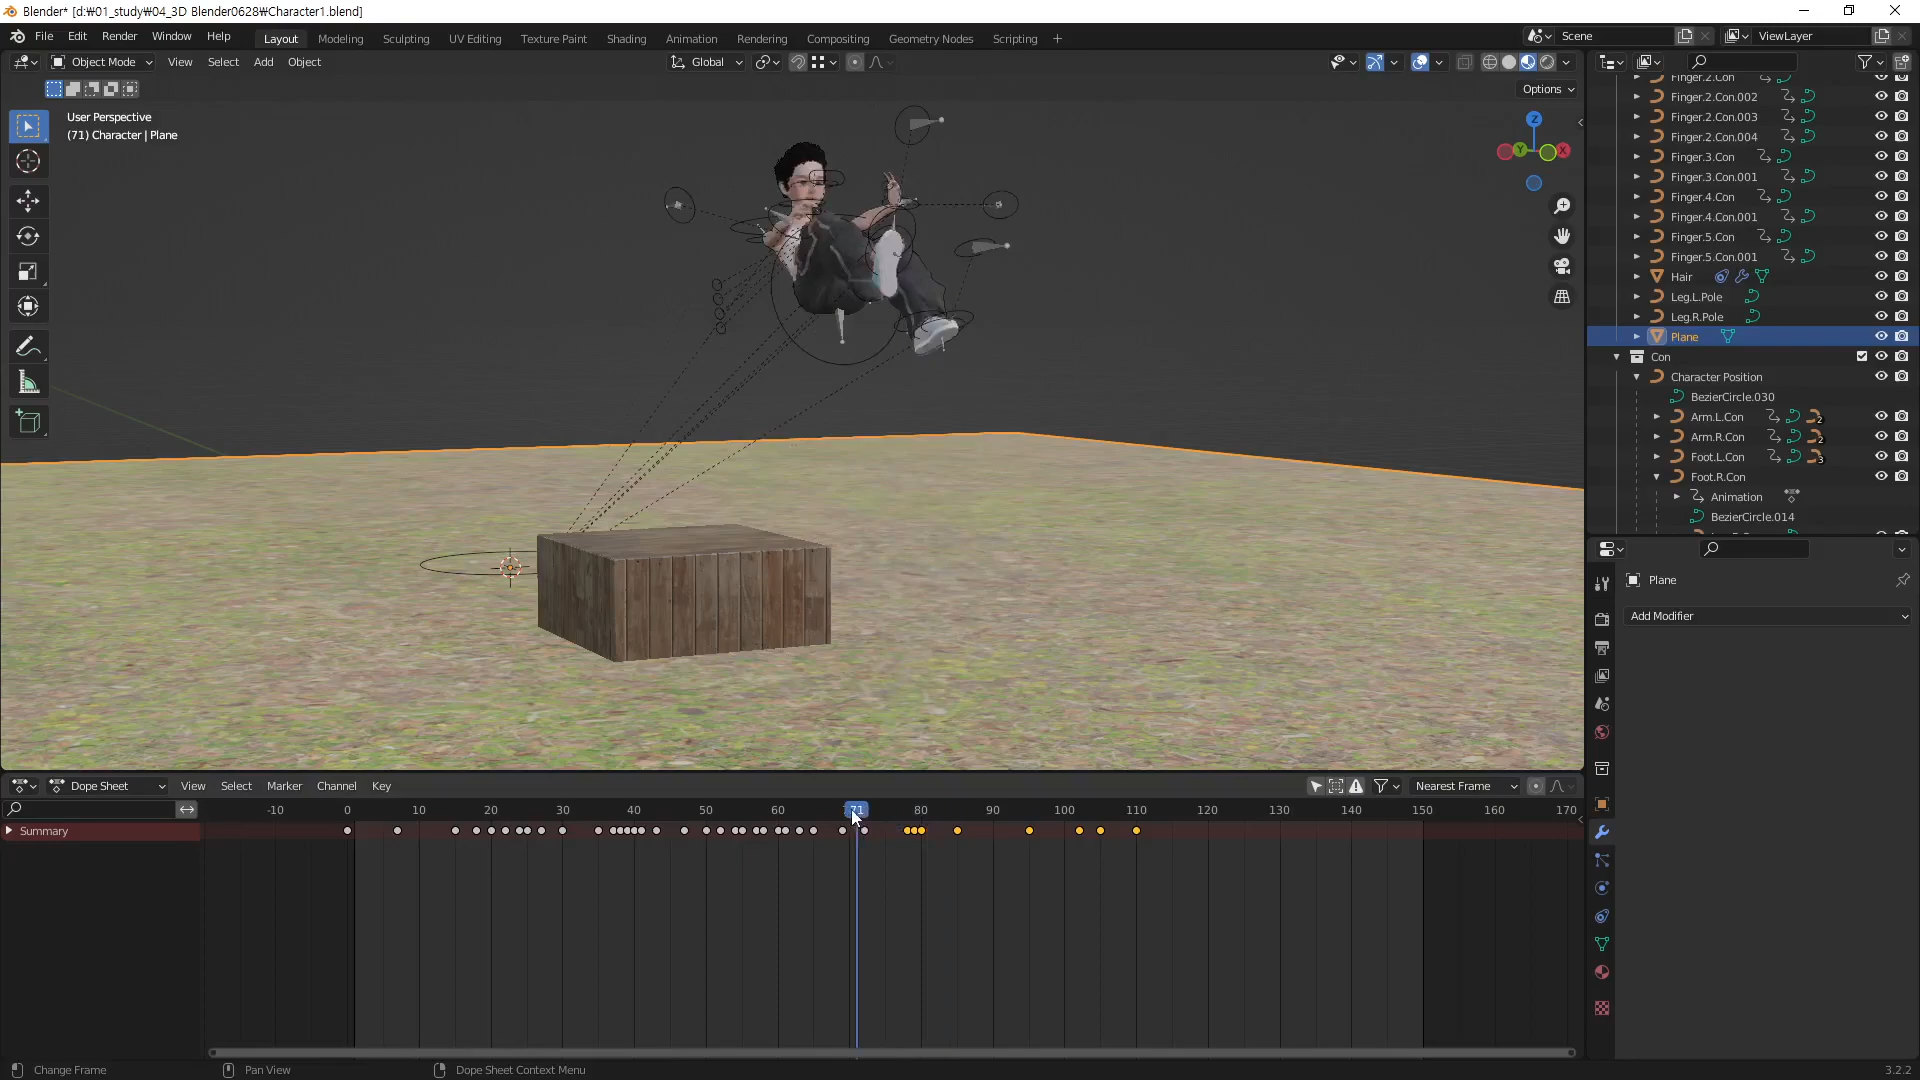 Blender* [d:₩01_study₩04_3D Blender0628₩Character1.blend]
File Edit Render Window Help Layout Modeling Sculpting UV Editing Texture Paint Shading Animation Rendering Compositing Geometry Nodes Scripting + Scene ViewLayer
Object Mode View Select Add Object Global
Options
User Perspective
(71) Character | Plane
Z
Y
X
Finger.2.Con
Finger.2.Con.002
Finger.2.Con.003
Finger.2.Con.004
Finger.3.Con
Finger.3.Con.001
Finger.4.Con
Finger.4.Con.001
Finger.5.Con
Finger.5.Con.001
Hair
Leg.L.Pole
Leg.R.Pole
Plane
Con
Character Position
BezierCircle.030
Arm.L.Con 2
Arm.R.Con 2
Foot.L.Con 3
Foot.R.Con
Animation
BezierCircle.014
Plane
Add Modifier
Dope Sheet View Select Marker Channel Key Nearest Frame
-10 0 10 20 30 40 50 60 71 80 90 100 110 120 130 140 150 160 170
Summary
Change Frame Pan View Dope Sheet Context Menu 3.2.2